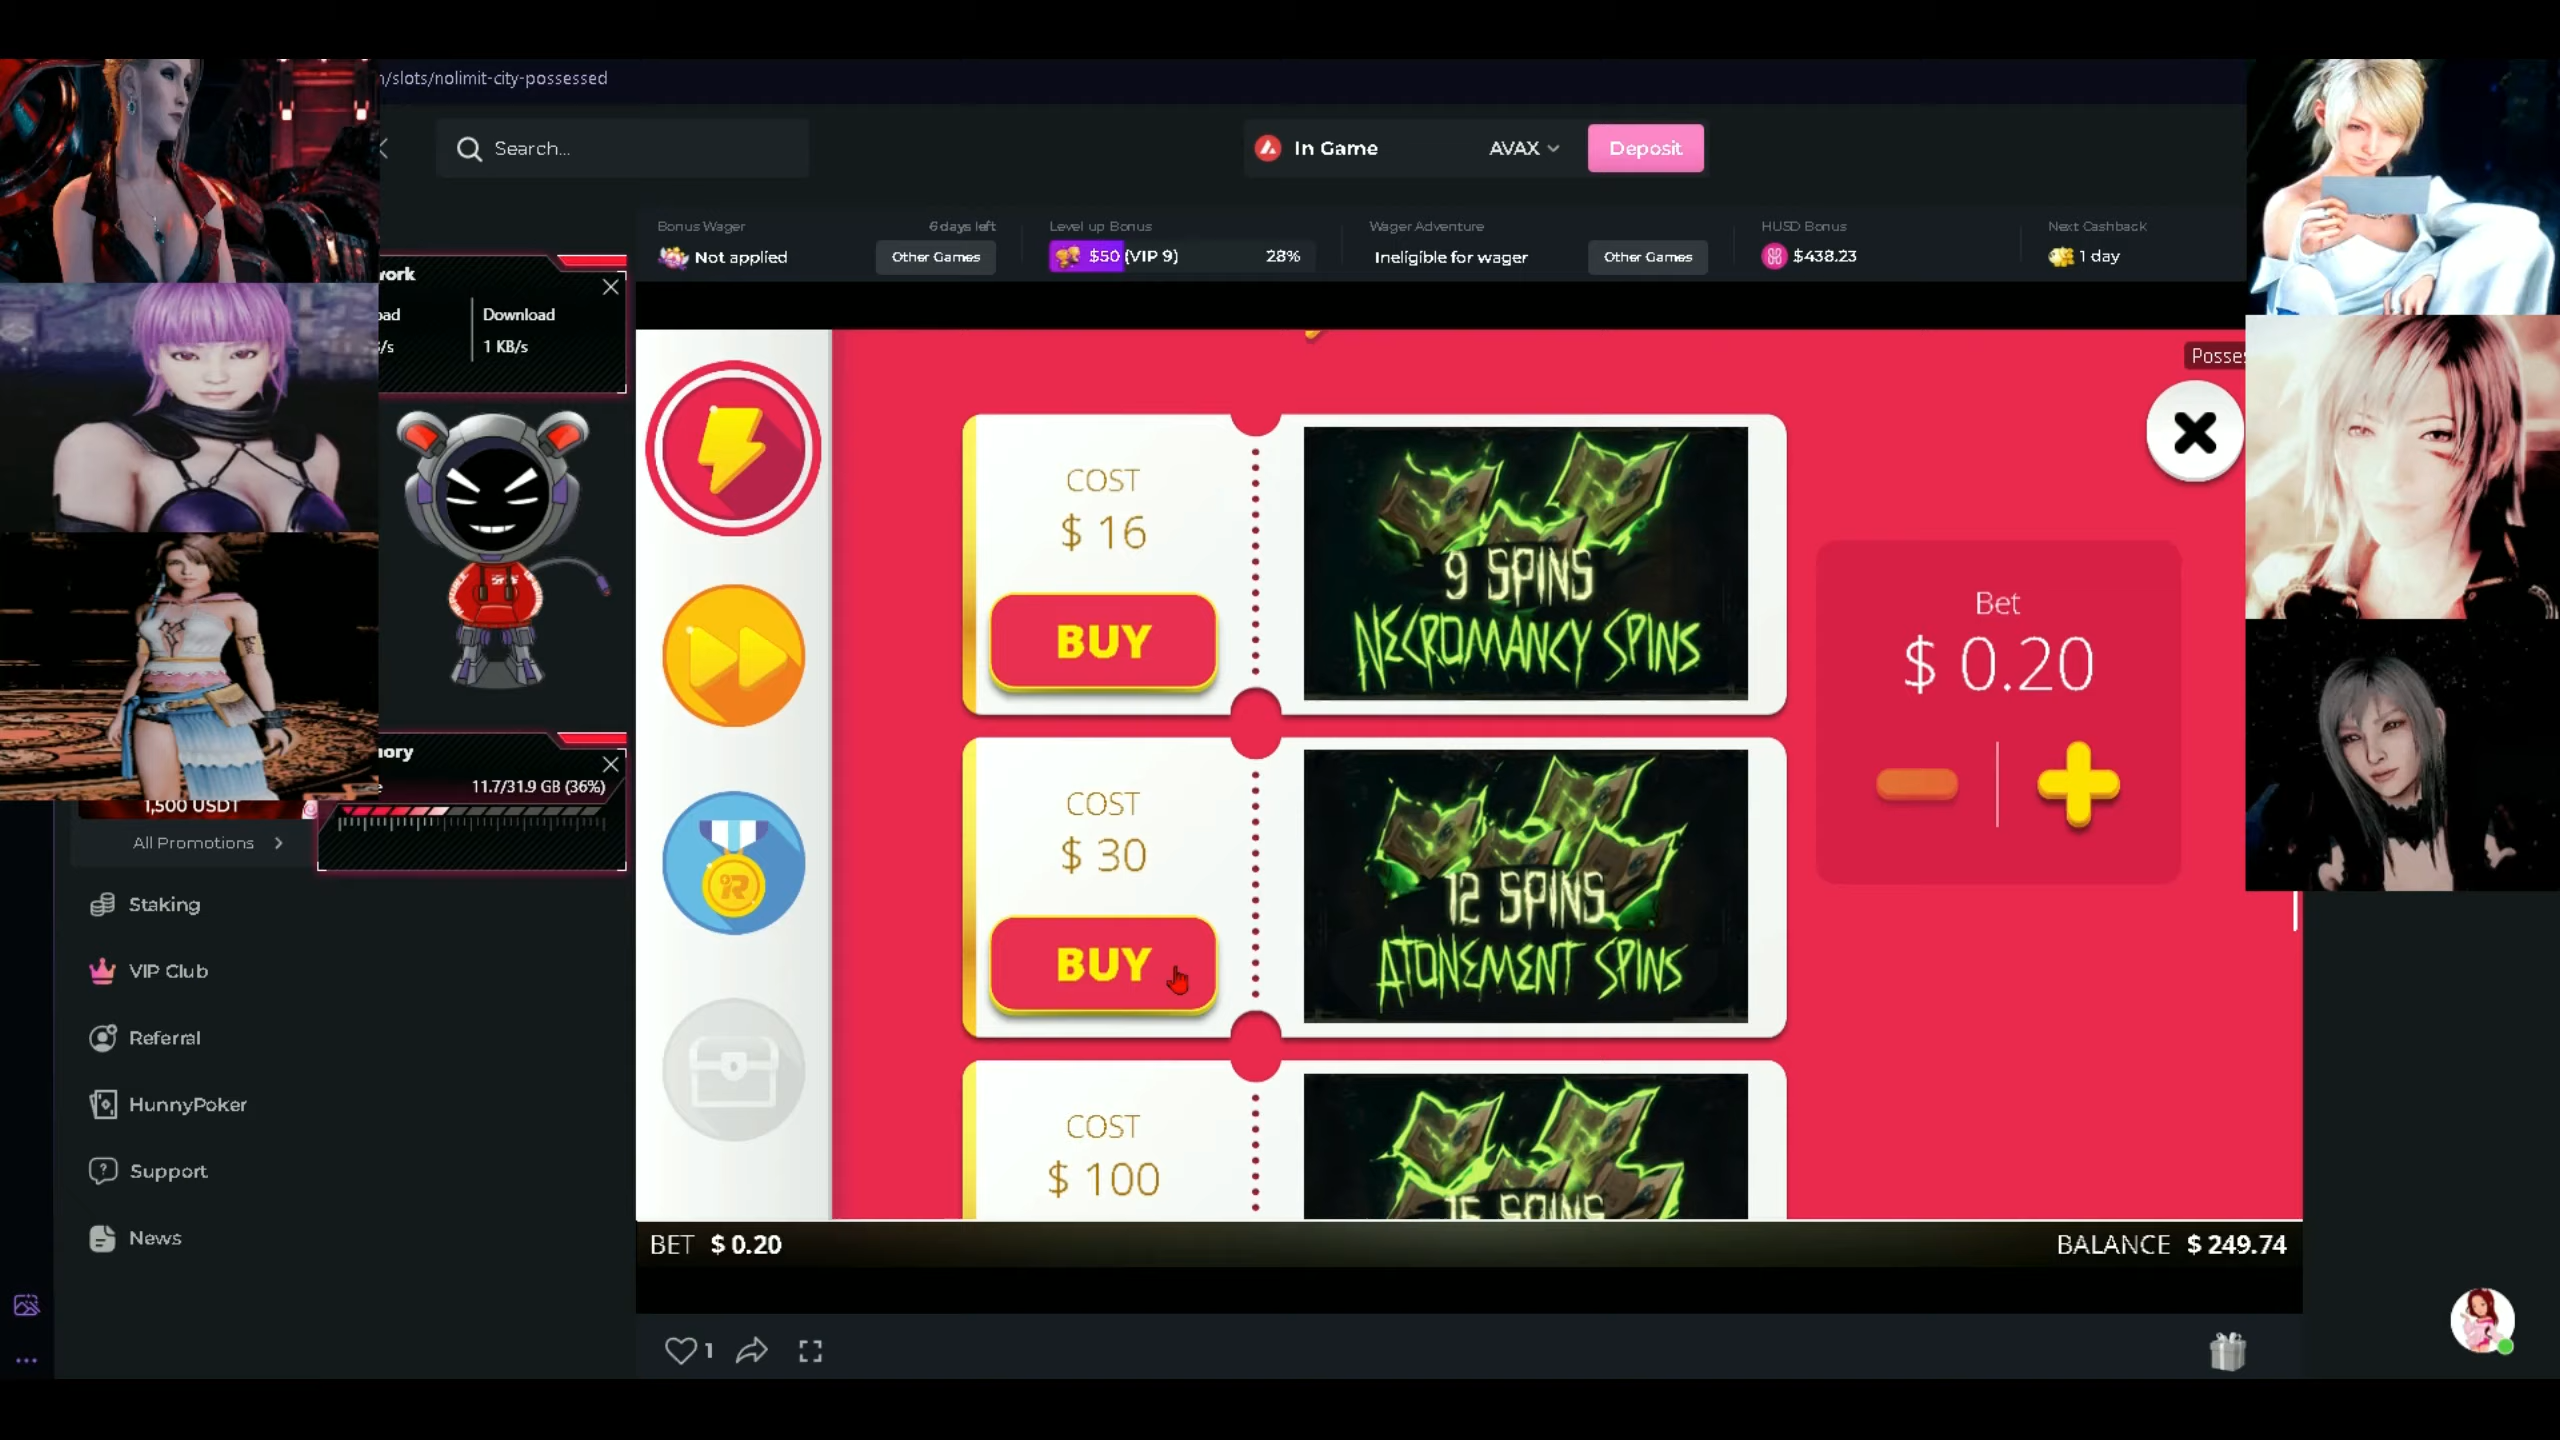 /slots/nolimit-city-possessed
Search...
In Game
AVAX
Deposit
Bonus Wager
6 days left
Not applied
Other Games
Level up Bonus
$50 (VIP 9)
28%
Wager Adventure
Ineligible for wager
Other Games
HUSD Bonus
$438.23
Next Cashback
1 day
Download
1 KB/s
COST
$ 16
BUY
9 SPINS
NECROMANCY SPINS
Bet
$ 0.20
COST
$ 30
BUY
12 SPINS
ATONEMENT SPINS
COST
$ 100
11.7/31.9 GB (36%)
1,500 USDT
All Promotions
Staking
VIP Club
Referral
HunnyPoker
Support
News
BET $ 0.20
BALANCE $ 249.74
1